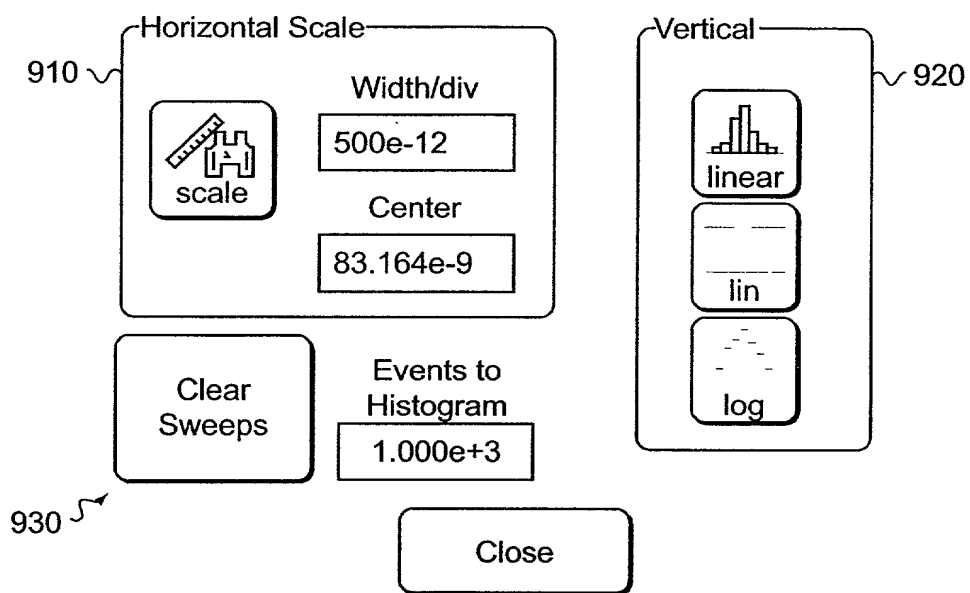 Horizontal Scale
910
Width/div
500e-12
scale
Center
83.164e-9
Vertical
920
linear
lin
log
Clear
Sweeps
Events to
Histogram
1.000e+3
930
Close